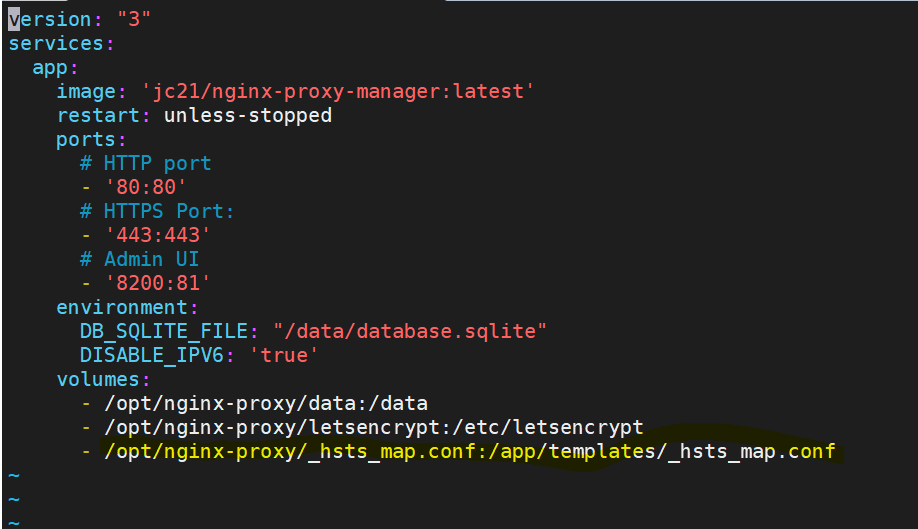 version: "3"
services:
  app:
    image: 'jc21/nginx-proxy-manager:latest'
    restart: unless-stopped
    ports:
      # HTTP port
      - '80:80'
      # HTTPS Port:
      - '443:443'
      # Admin UI
      - '8200:81'
    environment:
      DB_SQLITE_FILE: "/data/database.sqlite"
      DISABLE_IPV6: 'true'
    volumes:
      - /opt/nginx-proxy/data:/data
      - /opt/nginx-proxy/letsencrypt:/etc/letsencrypt
      - /opt/nginx-proxy/_hsts_map.conf:/app/templates/_hsts_map.conf
~
~
~